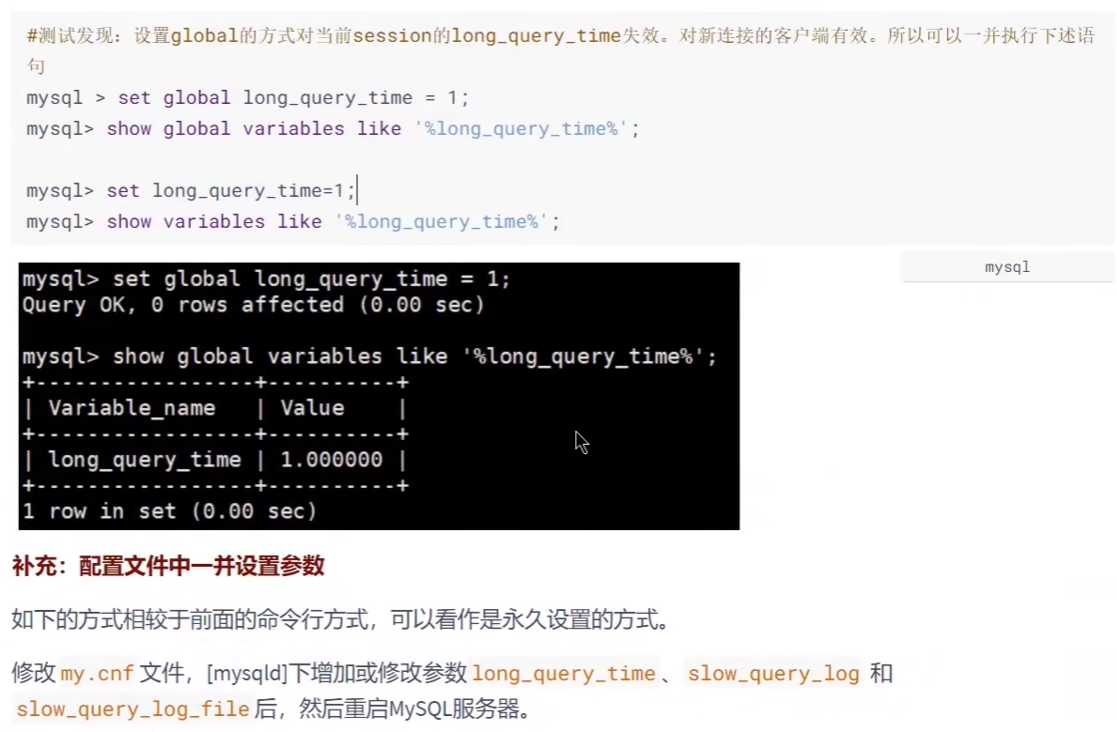 #测试发现：设置global的方式对当前session的long_query_time失效。对新连接的客户端有效。所以可以一并执行下述语
句
mysql > set global long_query_time = 1;
mysql> show global variables like '%long_query_time%';
mysql> set long_query_time=1;
mysql> show variables like '%long_query_time%';
mysql
mysql> set global long_query_time = 1;
Query OK, 0 rows affected (0.00 sec)
mysql> show global variables like '%long_query_time%';
+-----------------+----------+
| Variable_name   | Value    |
+-----------------+----------+
| long_query_time | 1.000000 |
+-----------------+----------+
1 row in set (0.00 sec)
补充：配置文件中一并设置参数
如下的方式相较于前面的命令行方式，可以看作是永久设置的方式。
修改 my.cnf 文件，[mysqld]下增加或修改参数 long_query_time 、 slow_query_log 和
slow_query_log_file 后，然后重启MySQL服务器。